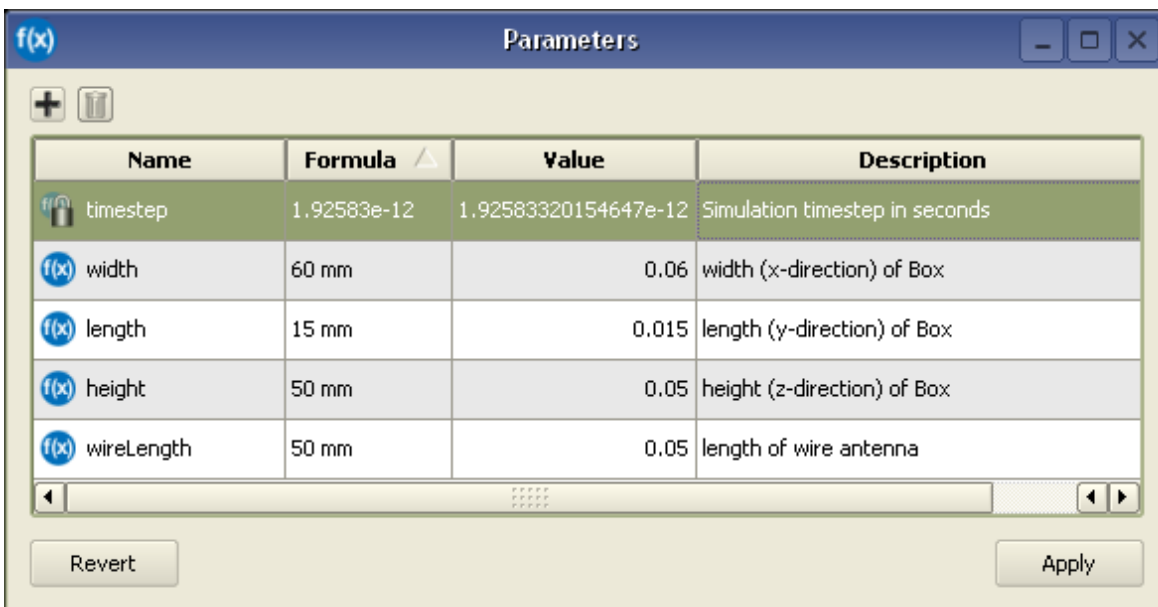 f(x) Parameters
Name Formula Value Description
timestep 1.92583e-12 1.92583320154647e-12 Simulation timestep in seconds
f(x) width 60 mm 0.06 width (x-direction) of Box
f(x) length 15 mm 0.015 length (y-direction) of Box
f(x) height 50 mm 0.05 height (z-direction) of Box
f(x) wireLength 50 mm 0.05 length of wire antenna
Revert Apply